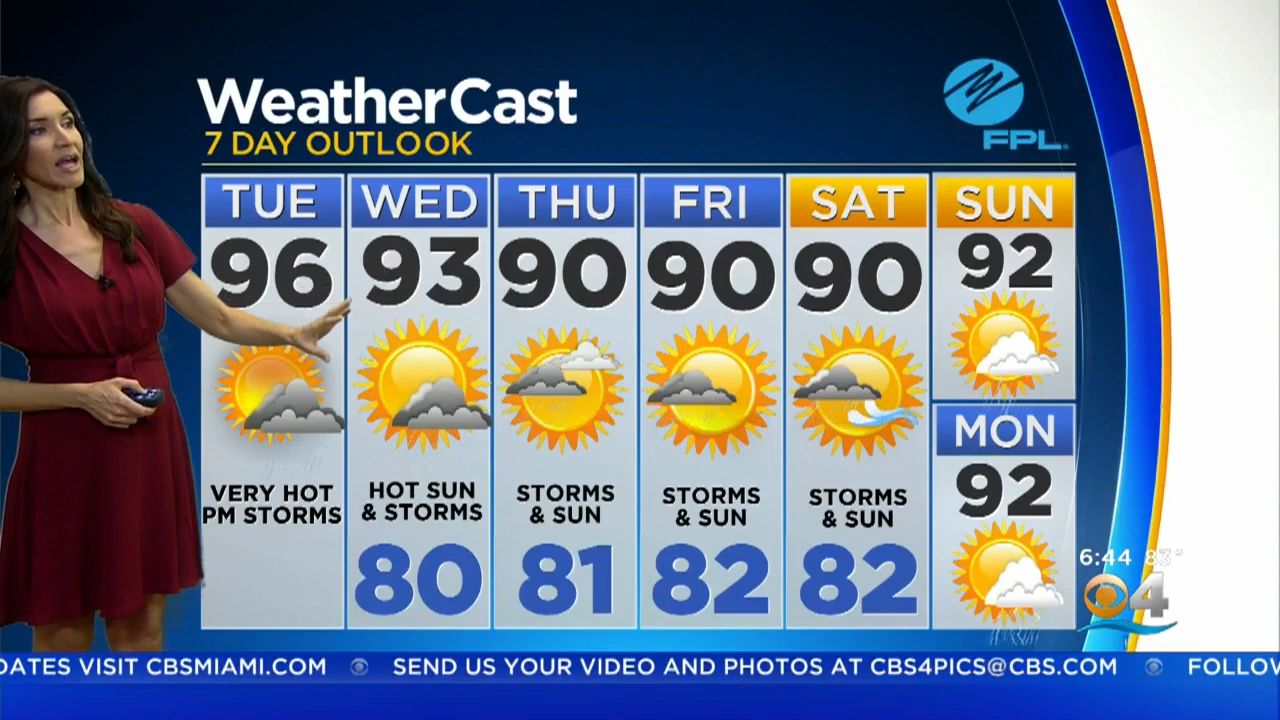 WeatherCast
7 DAY OUTLOOK
FPL.
TUE
96
VERY HOT
PM STORMS
WED
93
HOT SUN
& STORMS
80
THU
90
STORMS
& SUN
81
FRI
90
STORMS
& SUN
82
SAT
90
STORMS
& SUN
82
SUN
92
MON
92
6:44 83°
4
DATES VISIT CBSMIAMI.COM SEND US YOUR VIDEO AND PHOTOS AT CBS4PICS@CBS.COM FOLLOW